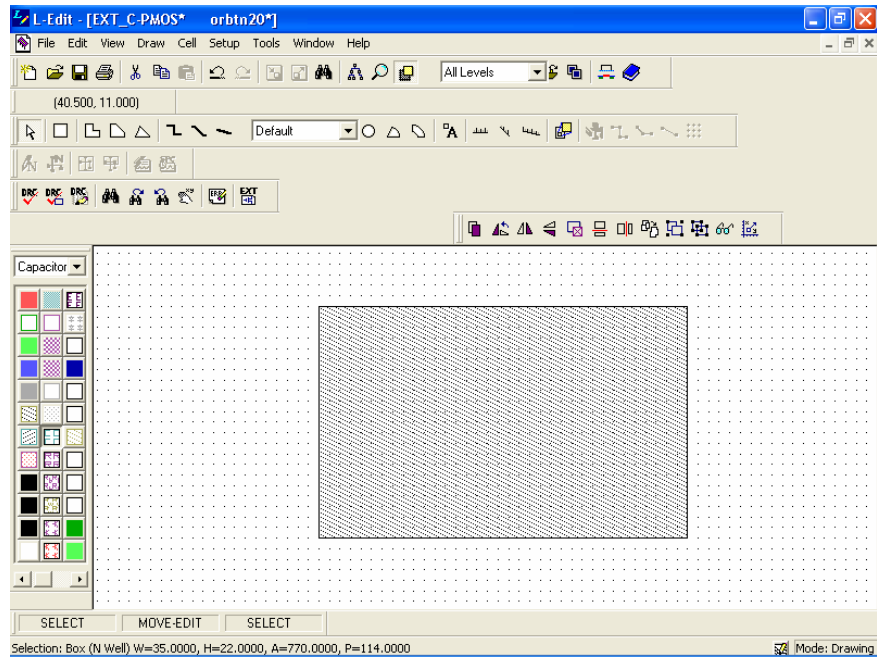 L-Edit - [EXT_C-PMOS* orbtn20*]
File Edit View Draw Cell Setup Tools Window Help
All Levels
(40.500, 11.000)
Default
A
DRC DRC DRC ERC EXT
Capacitor
SELECT MOVE-EDIT SELECT
Selection: Box (N Well) W=35.0000, H=22.0000, A=770.0000, P=114.0000 Mode: Drawing